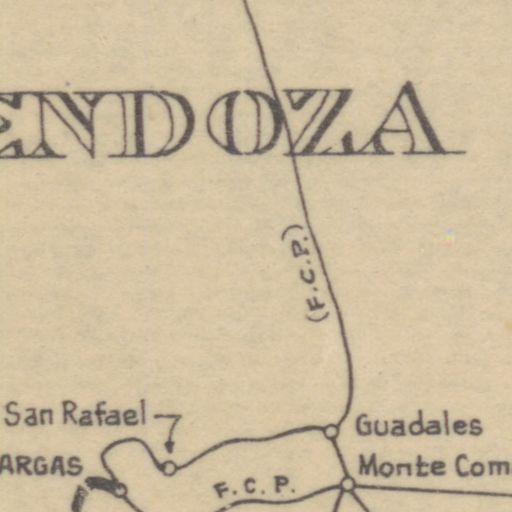 ENDOZA
(F.C.P.)
San Rafael
Guadales
ARGAS
Monte Com
F.C.P.